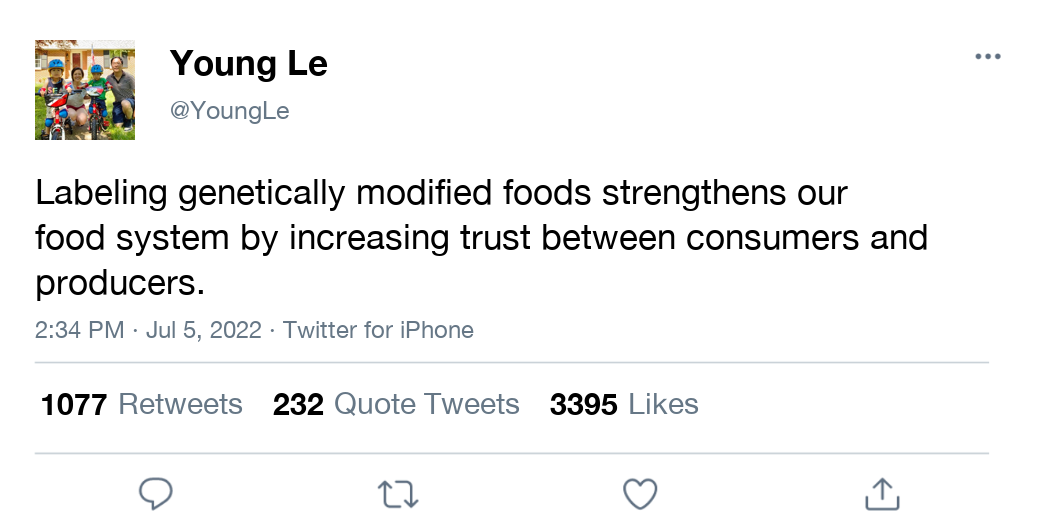 Young Le
@YoungLe
Labeling genetically modified foods strengthens our
food system by increasing trust between consumers and
producers.
2:34 PM · Jul 5, 2022 · Twitter for iPhone
1077 Retweets 232 Quote Tweets 3395 Likes